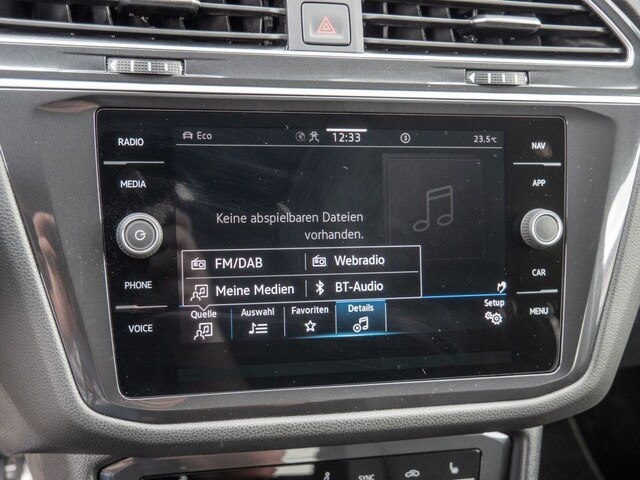 RADIO
MEDIA
PHONE
VOICE
Eco
12:33
3
23.5℃
Keine abspielbaren Dateien
vorhanden.
FM/DAB
Webradio
Meine Medien
BT-Audio
Quelle
Auswahl
Favoriten
Details
Setup
NAV
APP
CAR
MENU
SYNC